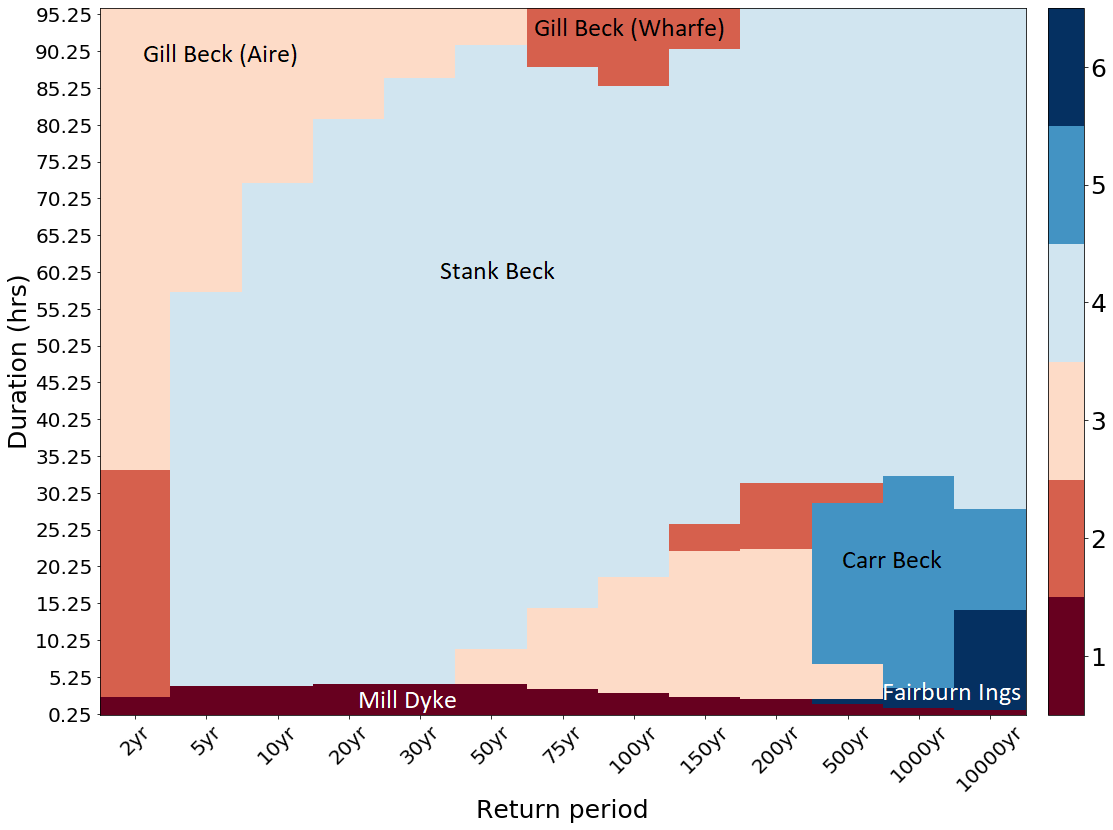 95.25
90.25
85.25
80.25
75.25
70.25
65.25
60.25
55.25
50.25
45.25
40.25
35.25
30.25
25.25
20.25
15.25
10.25
5.25
0.25
Duration (hrs)
Gill Beck (Aire)
Gill Beck (Wharfe)
Stank Beck
Carr Beck
Mill Dyke
Fairburn Ings
2yr
5yr
10yr
20yr
30yr
50yr
75yr
100yr
150yr
200yr
500yr
1000yr
10000yr
Return period
6
5
4
3
2
1